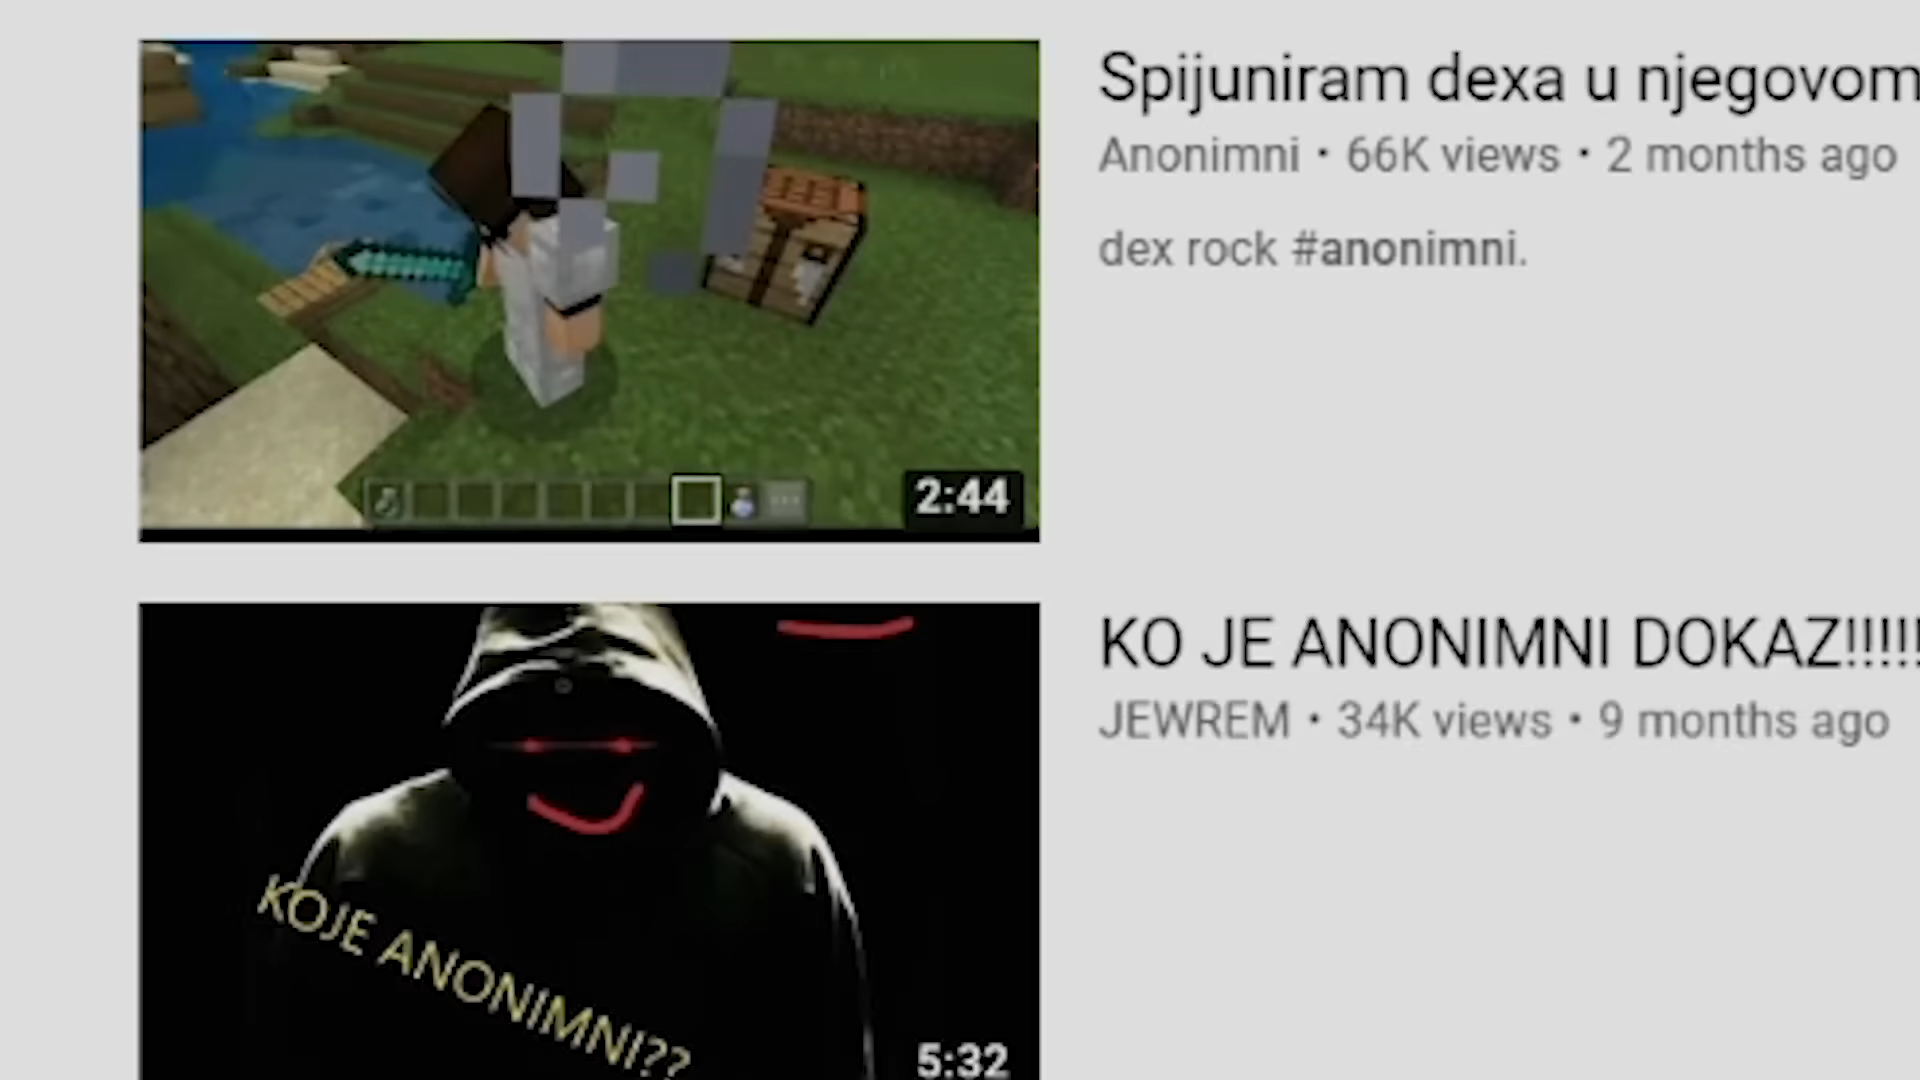 Spijuniram dexa u njegovom
Anonimni • 66K views • 2 months ago
dex rock #anonimni.
2:44
KO JE ANONIMNI DOKAZ!!!!!
JEWREM • 34K views • 9 months ago
KOJE ANONIMNI??
5:32